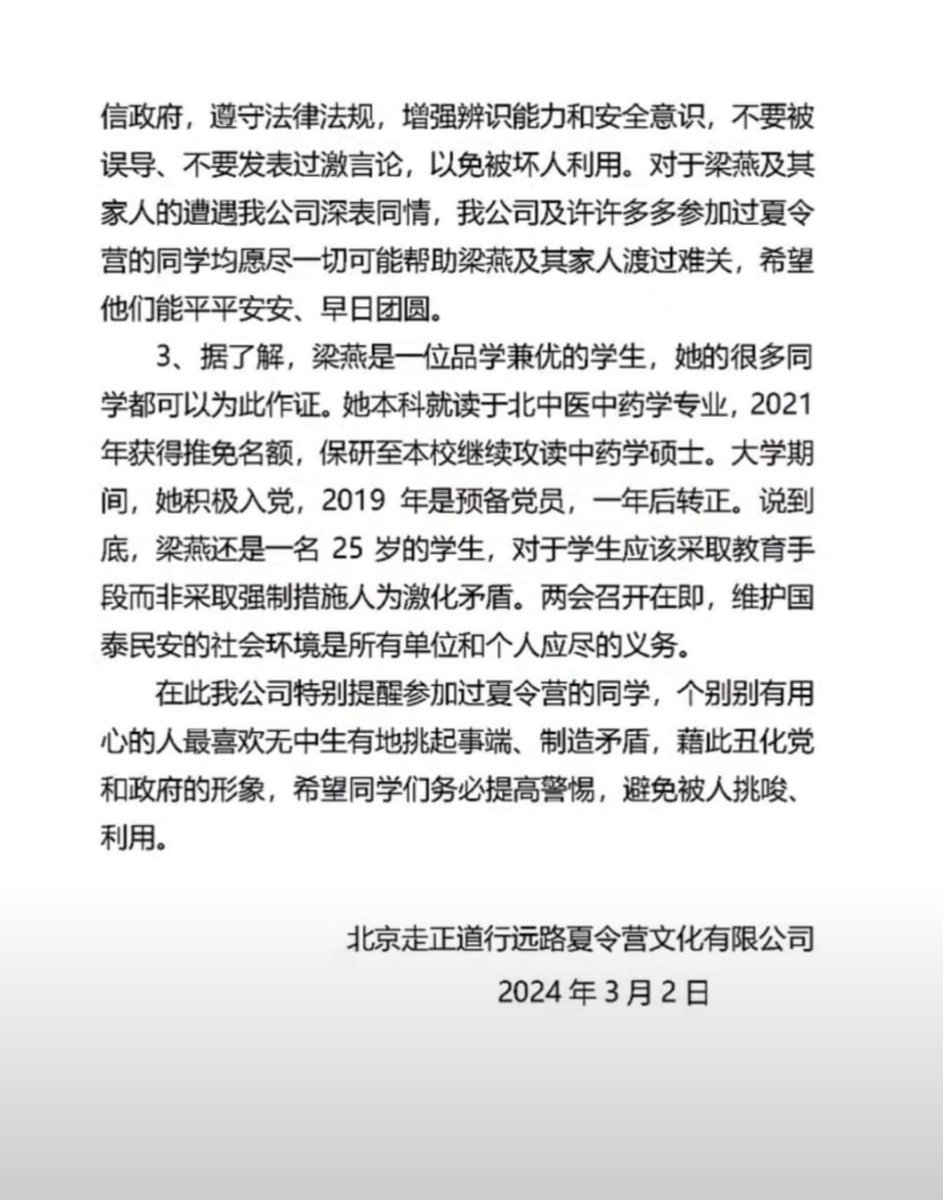 信政府，遵守法律法规，增强辨识能力和安全意识，不要被
误导、不要发表过激言论，以免被坏人利用。对于梁燕及其
家人的遭遇我公司深表同情，我公司及许许多多参加过夏令
营的同学均愿尽一切可能帮助梁燕及其家人渡过难关，希望
他们能平平安安、早日团圆。
3、据了解，梁燕是一位品学兼优的学生，她的很多同
学都可以为此作证。她本科就读于北中医中药学专业，2021
年获得推免名额，保研至本校继续攻读中药学硕士。大学期
间，她积极入党，2019 年是预备党员，一年后转正。说到
底，梁燕还是一名 25 岁的学生，对于学生应该采取教育手
段而非采取强制措施人为激化矛盾。两会召开在即，维护国
泰民安的社会环境是所有单位和个人应尽的义务。
在此我公司特别提醒参加过夏令营的同学，个别别有用
心的人最喜欢无中生有地挑起事端、制造矛盾，藉此丑化党
和政府的形象，希望同学们务必提高警惕，避免被人挑唆、
利用。
北京走正道行远路夏令营文化有限公司
2024 年 3 月 2 日